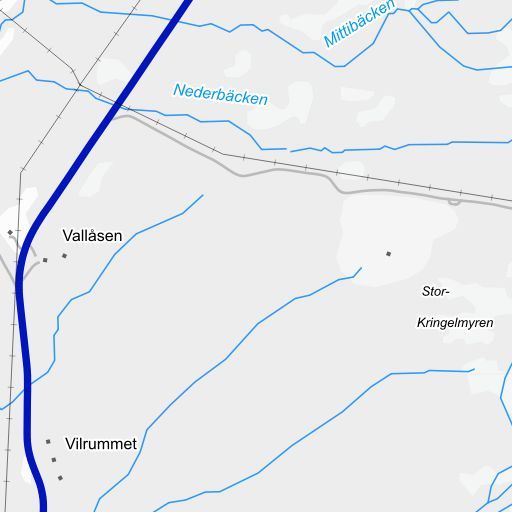 Mittibäcken
Nederbäcken
Vallåsen
Stor-
Kringelmyren
Vilrummet